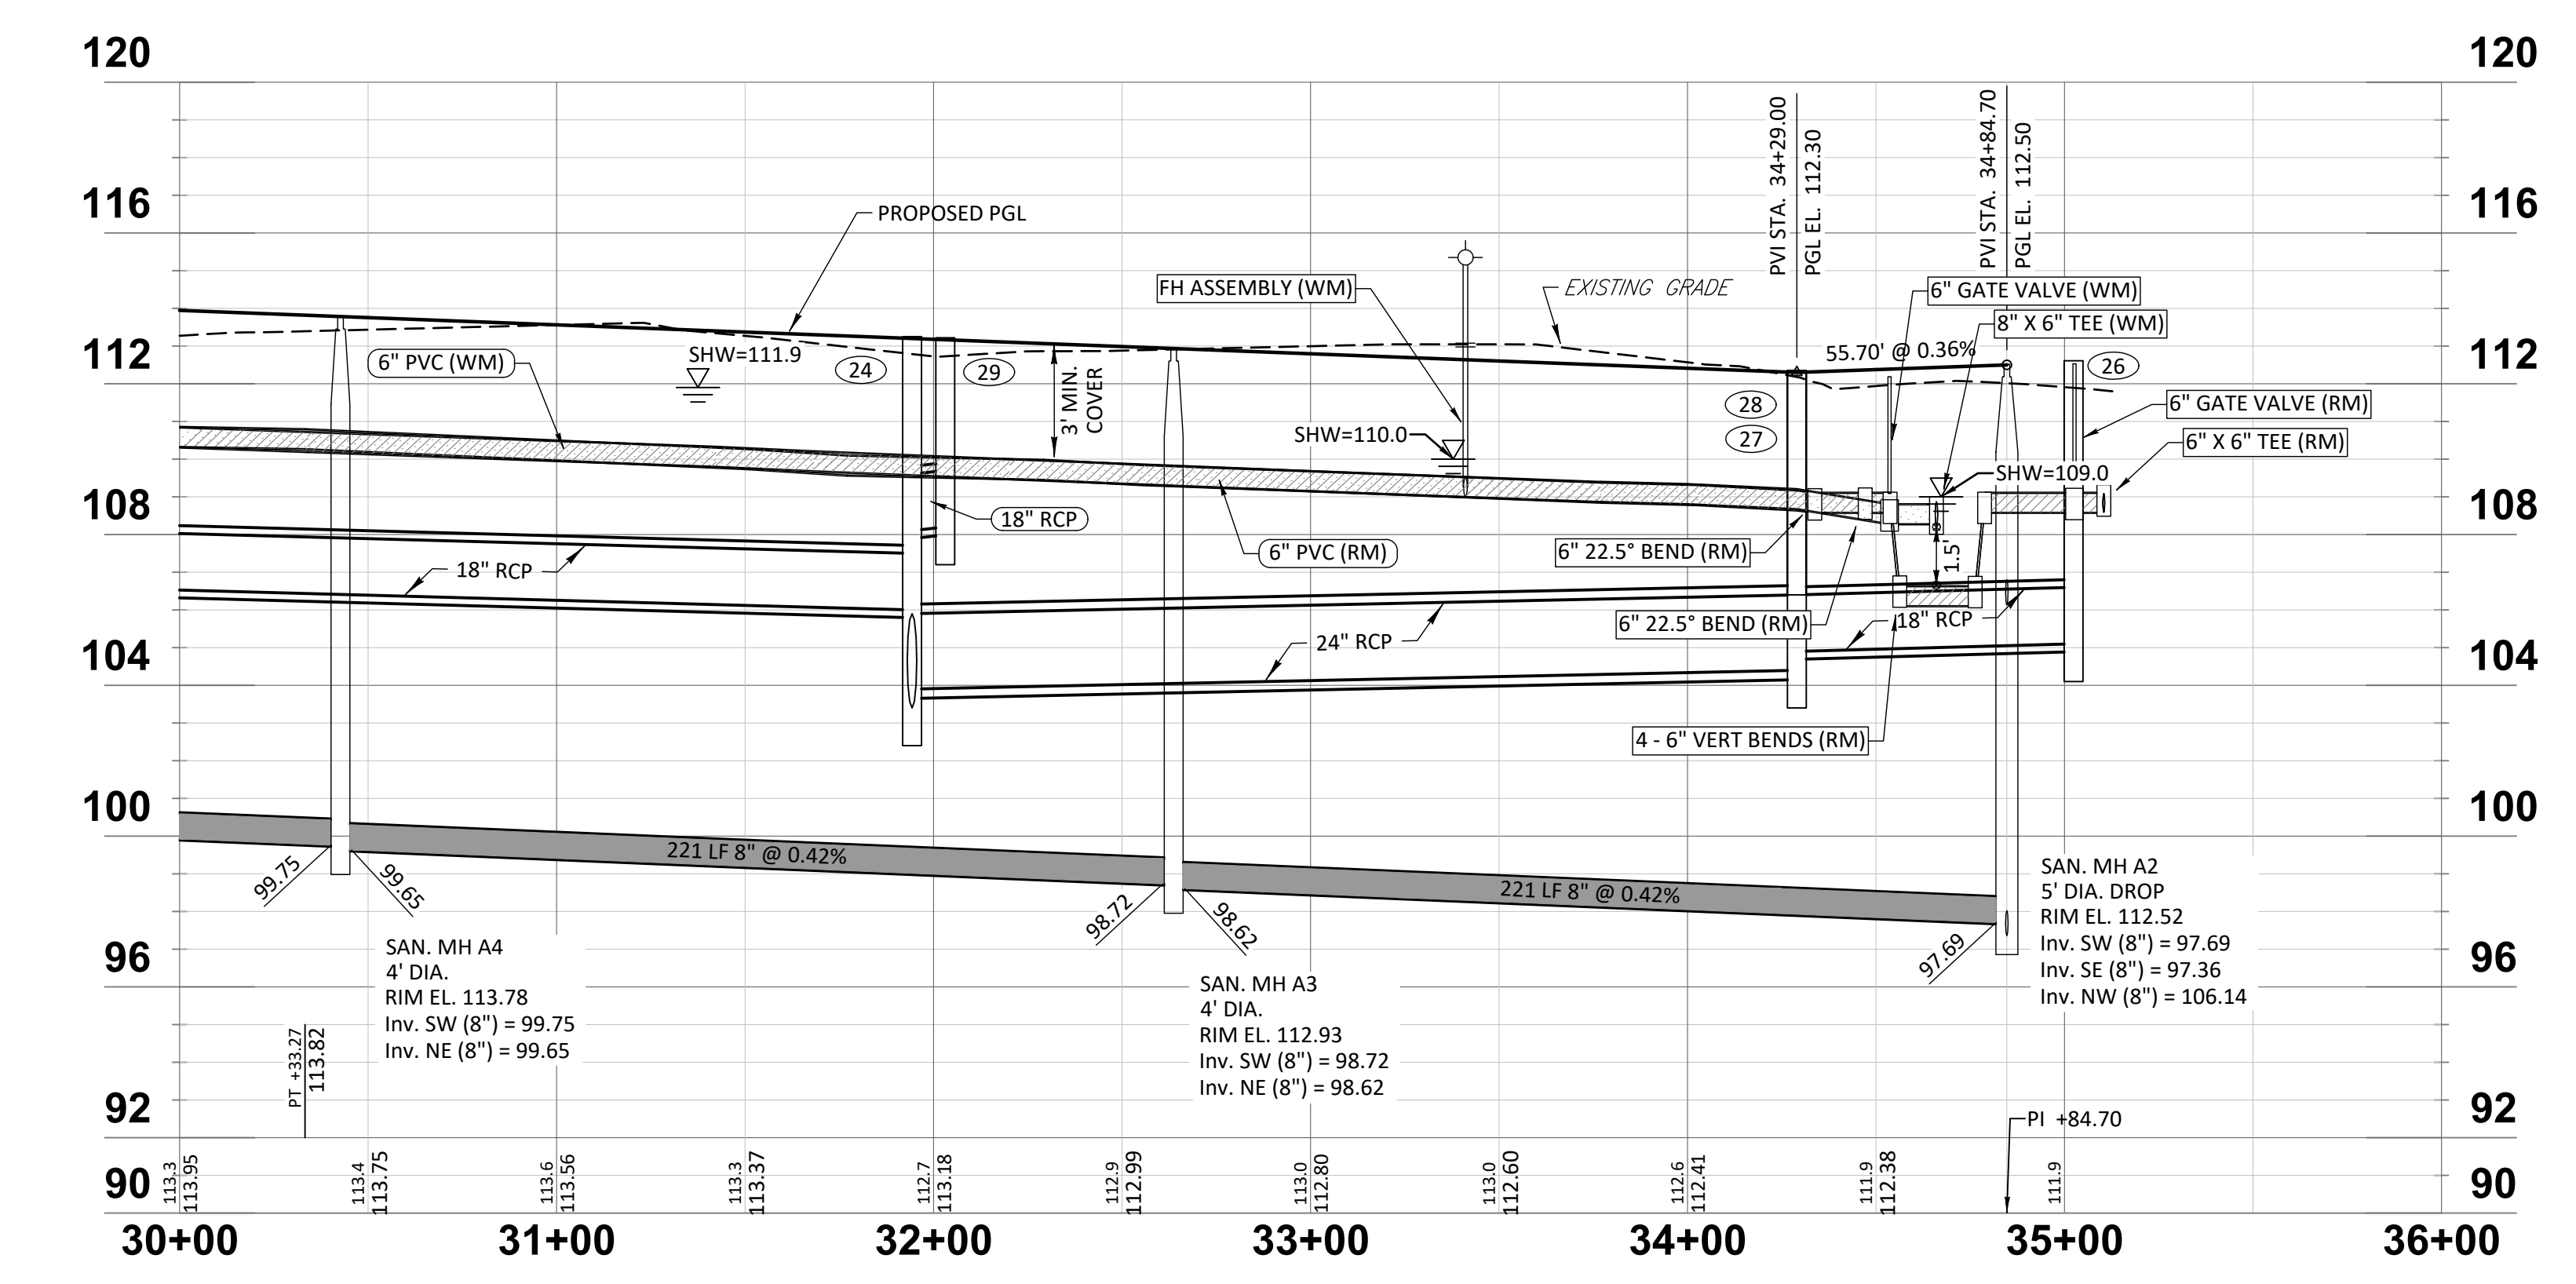 120
120
116
116
112
112
108
108
104
104
100
100
96
96
92
92
90
90
PROPOSED PGL
PVI STA. 34+29.00
PGL EL. 112.30
PVI STA. 34+84.70
PGL EL. 112.50
FH ASSEMBLY (WM)
EXISTING GRADE
6" GATE VALVE (WM)
8" X 6" TEE (WM)
55.70' @ 0.36%
6" PVC (WM)
SHW=111.9
24
29
3' MIN.
COVER
26
28
27
6" GATE VALVE (RM)
6" X 6" TEE (RM)
SHW=110.0
SHW=109.0
18" RCP
6" PVC (RM)
6" 22.5° BEND (RM)
1.5'
18" RCP
24" RCP
6" 22.5° BEND (RM)
18" RCP
4 - 6" VERT BENDS (RM)
221 LF 8" @ 0.42%
221 LF 8" @ 0.42%
99.75
99.65
98.72
98.62
97.69
SAN. MH A4
4' DIA.
RIM EL. 113.78
Inv. SW (8") = 99.75
Inv. NE (8") = 99.65
SAN. MH A3
4' DIA.
RIM EL. 112.93
Inv. SW (8") = 98.72
Inv. NE (8") = 98.62
SAN. MH A2
5' DIA. DROP
RIM EL. 112.52
Inv. SW (8") = 97.69
Inv. SE (8") = 97.36
Inv. NW (8") = 106.14
PT +33.27
113.82
PI +84.70
113.3
113.95
113.4
113.75
113.6
113.56
113.3
113.37
112.7
113.18
112.9
112.99
113.0
112.80
113.0
112.60
112.6
112.41
111.9
112.38
111.9
30+00
31+00
32+00
33+00
34+00
35+00
36+00